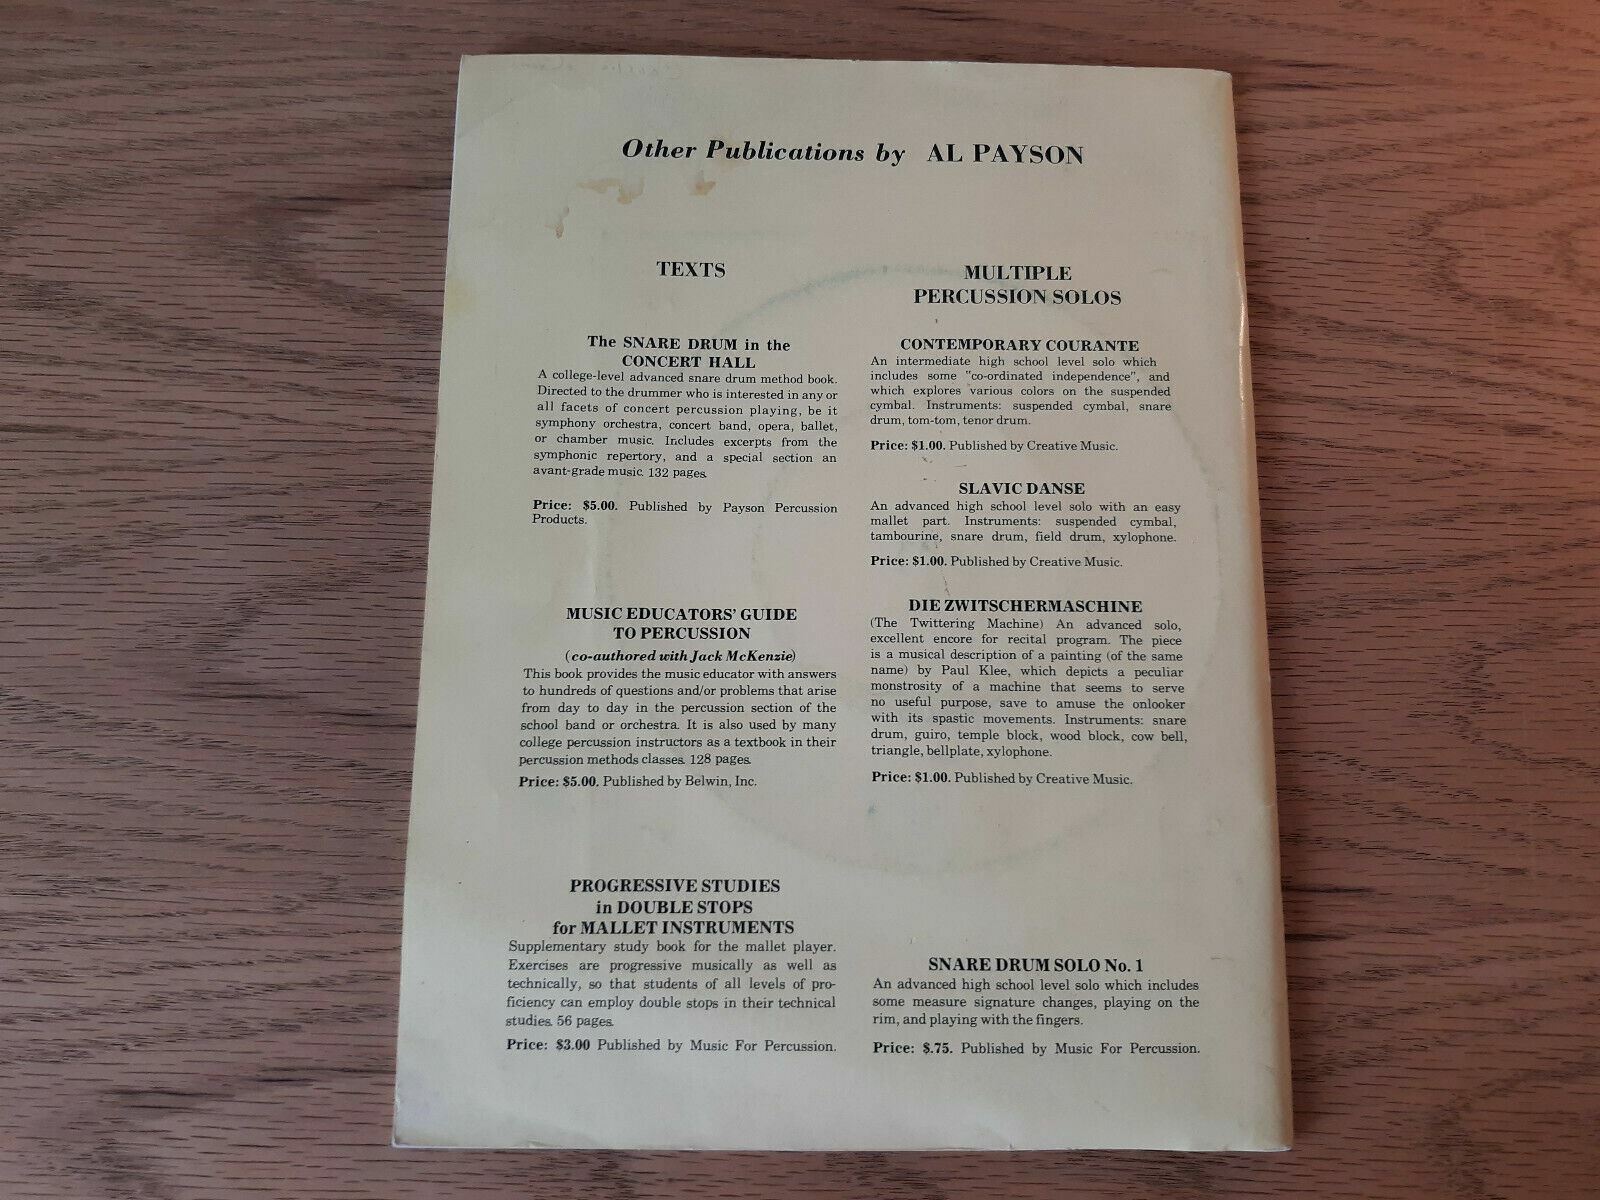 Other Publications by AL PAYSON
TEXTS
The SNARE DRUM in the
CONCERT HALL
A college-level advanced snare drum method book.
Directed to the drummer who is interested in any or
all facets of concert percussion playing, be it
symphony orchestra, concert band, opera, ballet,
or chamber music. Includes excerpts from the
symphonic repertory, and a special section an
avant-grade music. 132 pages.
Price: $5.00. Published by Payson Percussion
Products.
MUSIC EDUCATORS' GUIDE
TO PERCUSSION
(co-authored with Jack McKenzie)
This book provides the music educator with answers
to hundreds of questions and/or problems that arise
from day to day in the percussion section of the
school band or orchestra. It is also used by many
college percussion instructors as a textbook in their
percussion methods classes. 128 pages.
Price: $5.00. Published by Belwin, Inc.
PROGRESSIVE STUDIES
in DOUBLE STOPS
for MALLET INSTRUMENTS
Supplementary study book for the mallet player.
Exercises are progressive musically as well as
technically, so that students of all levels of pro-
ficiency can employ double stops in their technical
studies. 56 pages.
Price: $3.00 Published by Music For Percussion.
MULTIPLE
PERCUSSION SOLOS
CONTEMPORARY COURANTE
An intermediate high school level solo which
includes some "co-ordinated independence", and
which explores various colors on the suspended
cymbal. Instruments: suspended cymbal, snare
drum, tom-tom, tenor drum.
Price: $1.00. Published by Creative Music.
SLAVIC DANSE
An advanced high school level solo with an easy
mallet part. Instruments: suspended cymbal,
tambourine, snare drum, field drum, xylophone.
Price: $1.00. Published by Creative Music.
DIE ZWITSCHERMASCHINE
(The Twittering Machine) An advanced solo,
excellent encore for recital program. The piece
is a musical description of a painting (of the same
name) by Paul Klee, which depicts a peculiar
monstrosity of a machine that seems to serve
no useful purpose, save to amuse the onlooker
with its spastic movements. Instruments: snare
drum, guiro, temple block, wood block, cow bell,
triangle, bellplate, xylophone.
Price: $1.00. Published by Creative Music.
SNARE DRUM SOLO No. 1
An advanced high school level solo which includes
some measure signature changes, playing on the
rim, and playing with the fingers.
Price: $.75. Published by Music For Percussion.